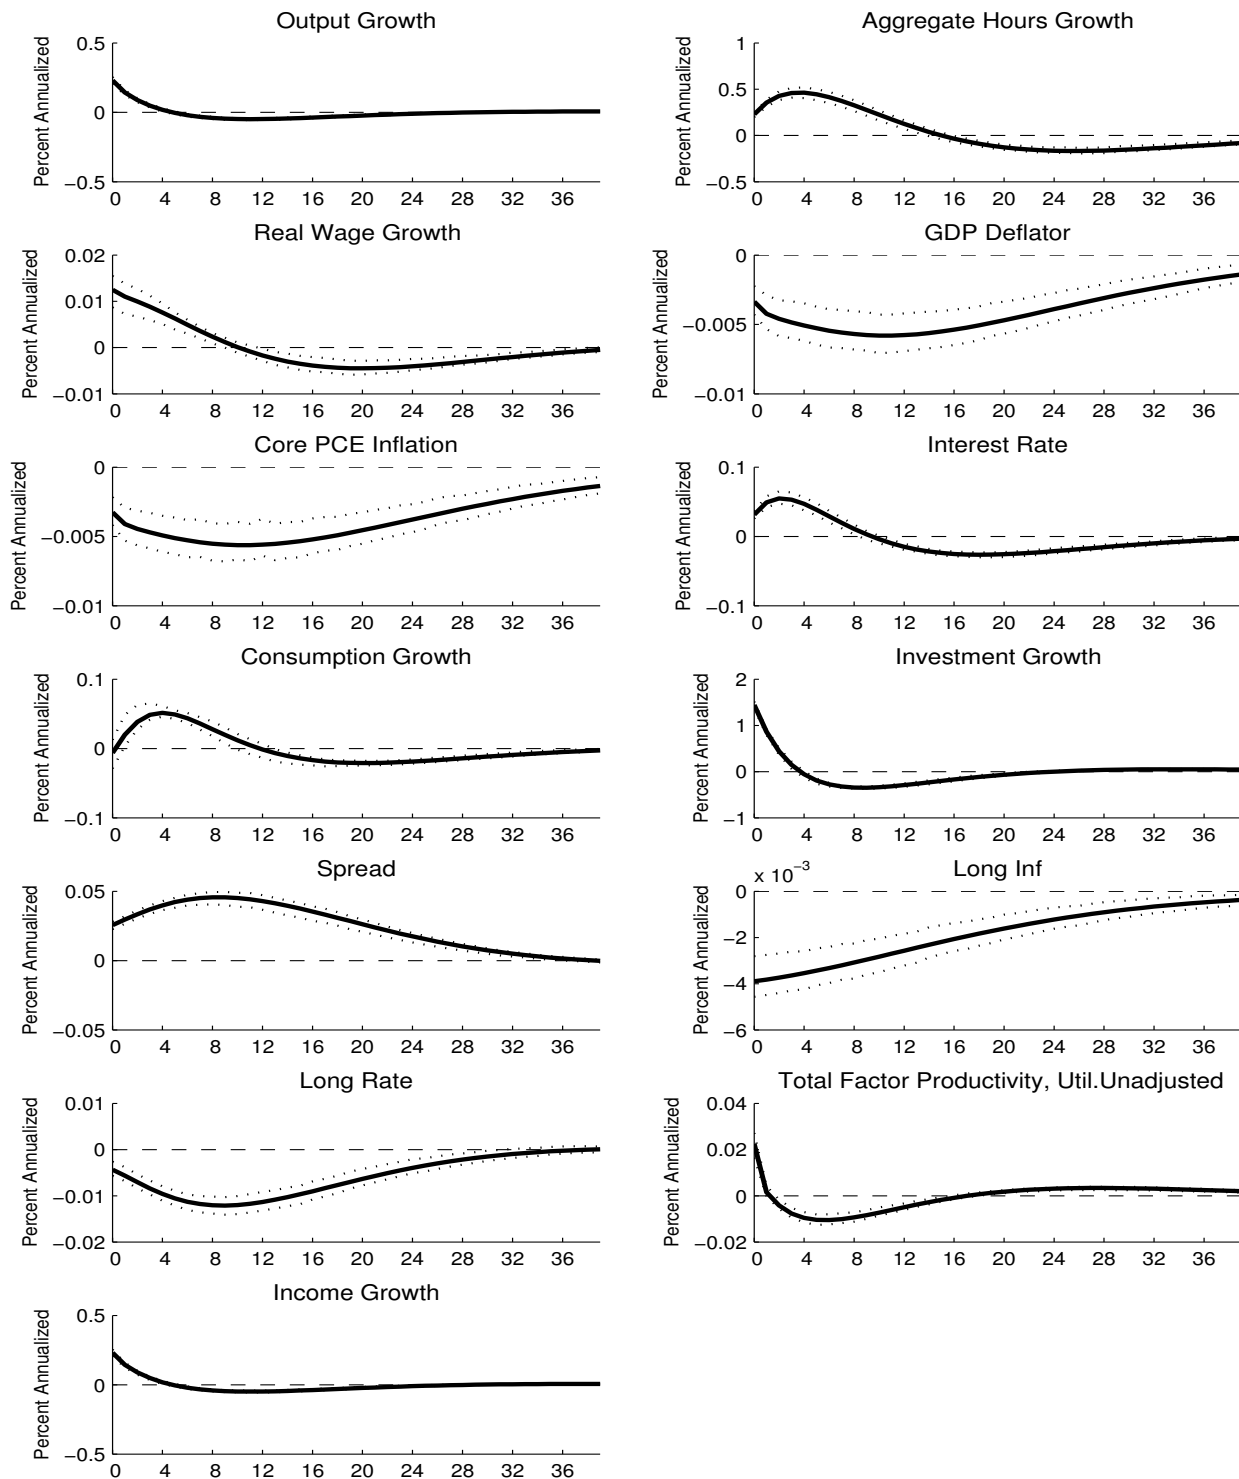 Output Growth
Percent Annualized
0.5
0
−0.5
0 4 8 12 16 20 24 28 32 36
Aggregate Hours Growth
Percent Annualized
1
0.5
0
−0.5
0 4 8 12 16 20 24 28 32 36
Real Wage Growth
Percent Annualized
0.02
0.01
0
−0.01
0 4 8 12 16 20 24 28 32 36
GDP Deflator
Percent Annualized
0
−0.005
−0.01
0 4 8 12 16 20 24 28 32 36
Core PCE Inflation
Percent Annualized
0
−0.005
−0.01
0 4 8 12 16 20 24 28 32 36
Interest Rate
Percent Annualized
0.1
0
−0.1
0 4 8 12 16 20 24 28 32 36
Consumption Growth
Percent Annualized
0.1
0
−0.1
0 4 8 12 16 20 24 28 32 36
Investment Growth
Percent Annualized
2
1
0
−1
0 4 8 12 16 20 24 28 32 36
Spread
Percent Annualized
0.05
0
−0.05
0 4 8 12 16 20 24 28 32 36
x 10⁻³
Long Inf
Percent Annualized
0
−2
−4
−6
0 4 8 12 16 20 24 28 32 36
Long Rate
Percent Annualized
0.01
0
−0.01
−0.02
0 4 8 12 16 20 24 28 32 36
Total Factor Productivity, Util.Unadjusted
Percent Annualized
0.04
0.02
0
−0.02
0 4 8 12 16 20 24 28 32 36
Income Growth
Percent Annualized
0.5
0
−0.5
0 4 8 12 16 20 24 28 32 36